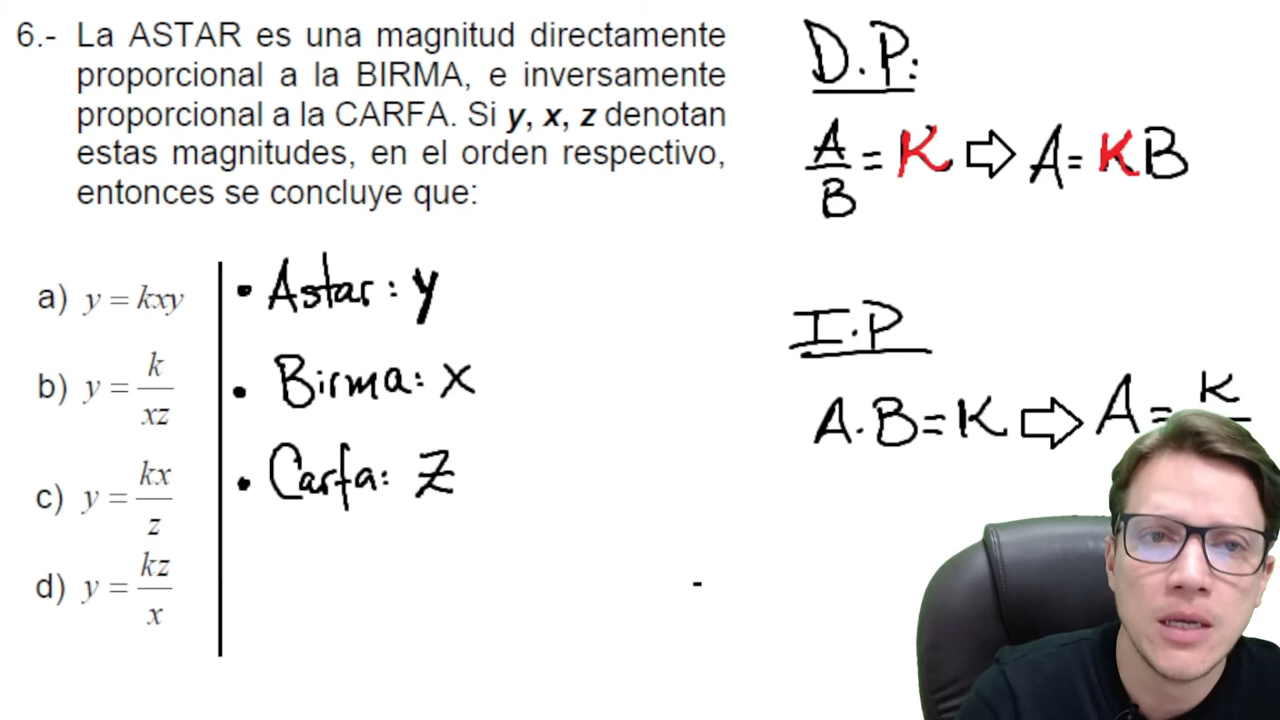 6.- La ASTAR es una magnitud directamente
proporcional a la BIRMA, e inversamente
proporcional a la CARFA. Si y, x, z denotan
estas magnitudes, en el orden respectivo,
entonces se concluye que:
a) y = kxy
b) y = k/xz
c) y = kx/z
d) y = kz/x
• Astar: y
• Birma: x
• Carfa: z
D.P:
A/B = K ⇨ A = KB
I.P
A.B = K ⇨ A = K